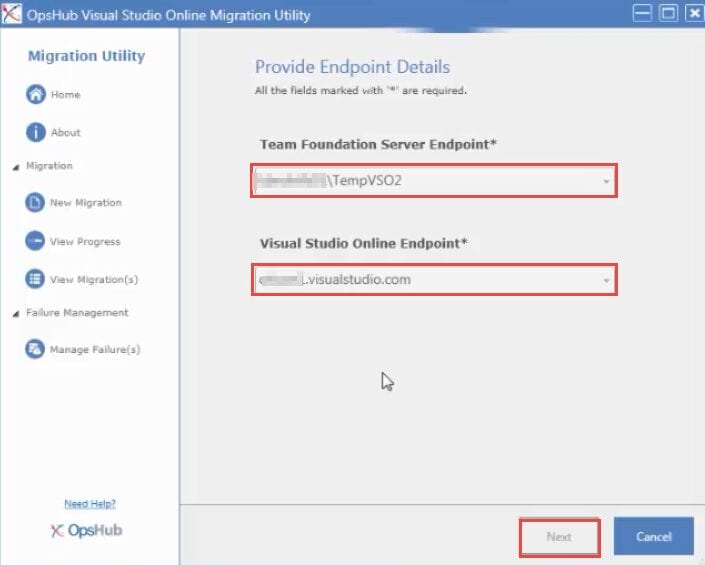 OpsHub Visual Studio Online Migration Utility
Migration Utility
Home
About
Migration
New Migration
View Progress
View Migration(s)
Failure Management
Manage Failure(s)
Need Help?
OpsHub
Provide Endpoint Details
All the fields marked with '*' are required.
Team Foundation Server Endpoint*
\TempVSO2
Visual Studio Online Endpoint*
.visualstudio.com
Next
Cancel